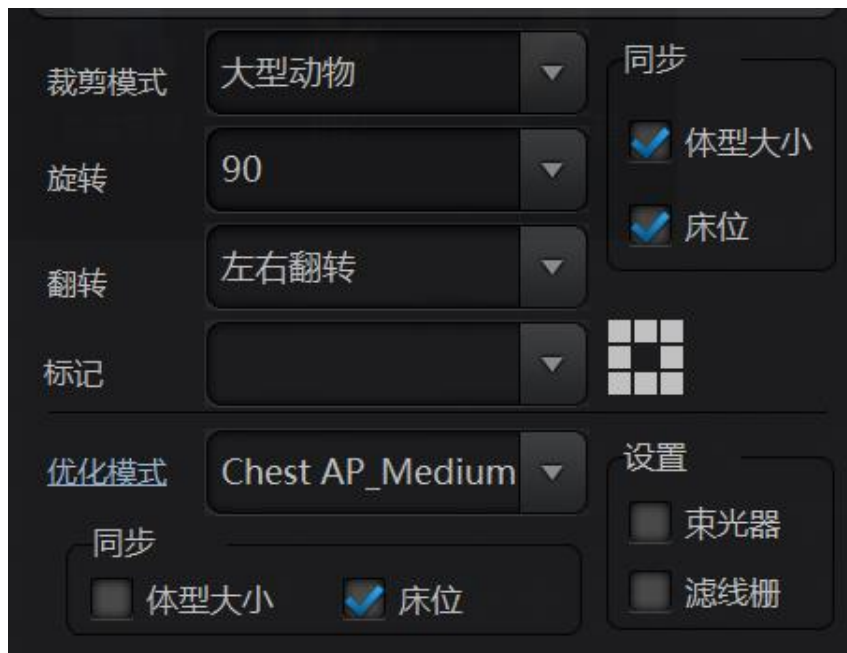 裁剪模式 大型动物
同步
体型大小
旋转 90
床位
翻转 左右翻转
标记
优化模式 Chest AP_Medium
设置
束光器
滤线栅
同步
体型大小 床位